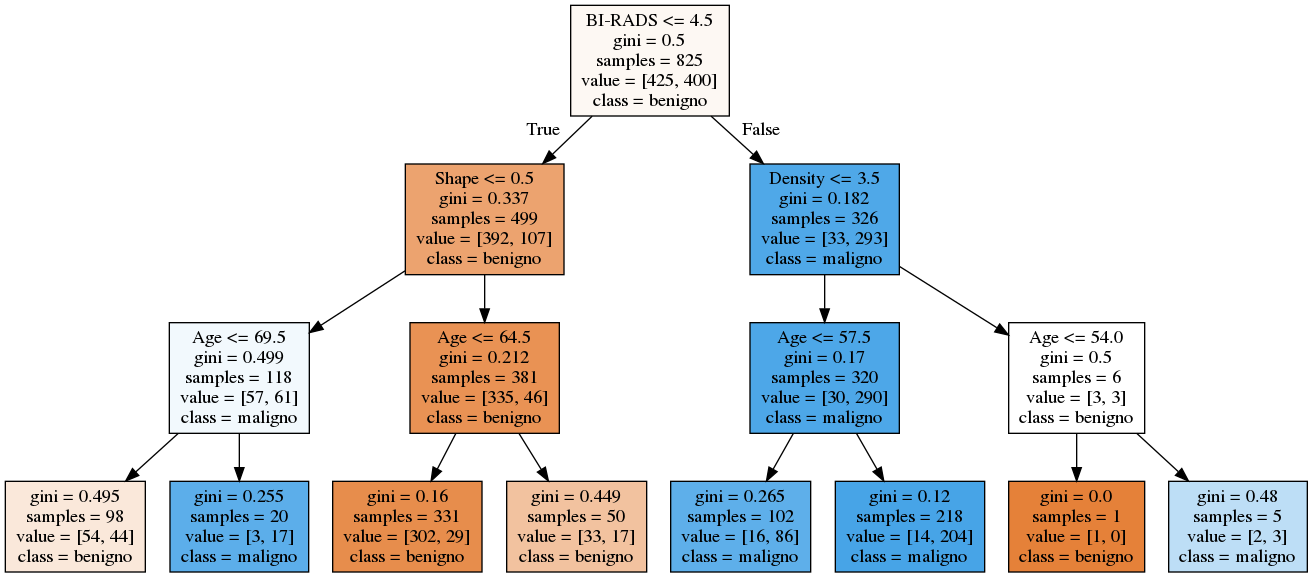 BI-RADS <= 4.5
gini = 0.5
samples = 825
value = [425, 400]
class = benigno
True
False
Shape <= 0.5
gini = 0.337
samples = 499
value = [392, 107]
class = benigno
Density <= 3.5
gini = 0.182
samples = 326
value = [33, 293]
class = maligno
Age <= 69.5
gini = 0.499
samples = 118
value = [57, 61]
class = maligno
Age <= 64.5
gini = 0.212
samples = 381
value = [335, 46]
class = benigno
Age <= 57.5
gini = 0.17
samples = 320
value = [30, 290]
class = maligno
Age <= 54.0
gini = 0.5
samples = 6
value = [3, 3]
class = benigno
gini = 0.495
samples = 98
value = [54, 44]
class = benigno
gini = 0.255
samples = 20
value = [3, 17]
class = maligno
gini = 0.16
samples = 331
value = [302, 29]
class = benigno
gini = 0.449
samples = 50
value = [33, 17]
class = benigno
gini = 0.265
samples = 102
value = [16, 86]
class = maligno
gini = 0.12
samples = 218
value = [14, 204]
class = maligno
gini = 0.0
samples = 1
value = [1, 0]
class = benigno
gini = 0.48
samples = 5
value = [2, 3]
class = maligno